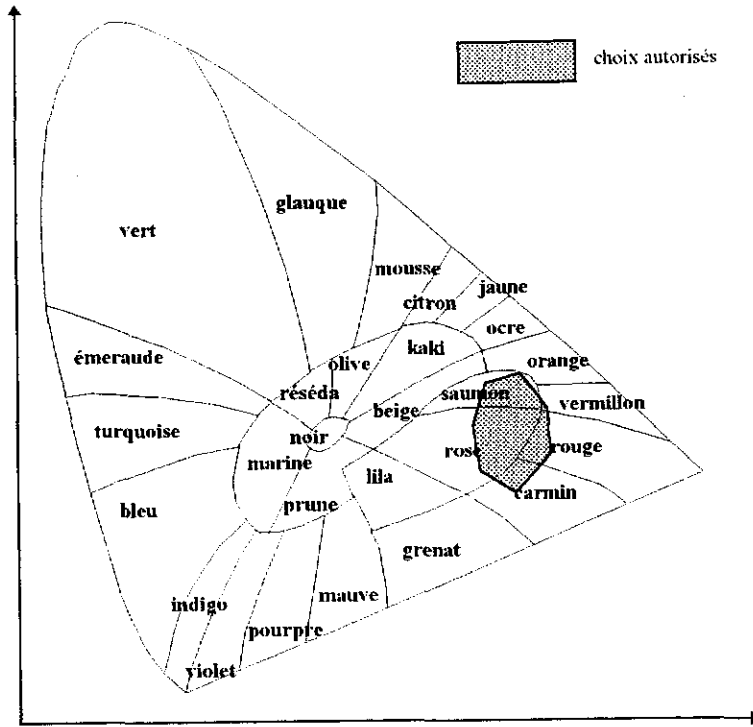 choix autorisés
glauque
vert
mousse
jaune
citron
ocre
kaki
orange
émeraude
olive
réséda
saumon
vermillon
beige
turquoise
noir
rose
rouge
marine
lila
carmin
prune
bleu
grenat
mauve
indigo
pourpre
violet